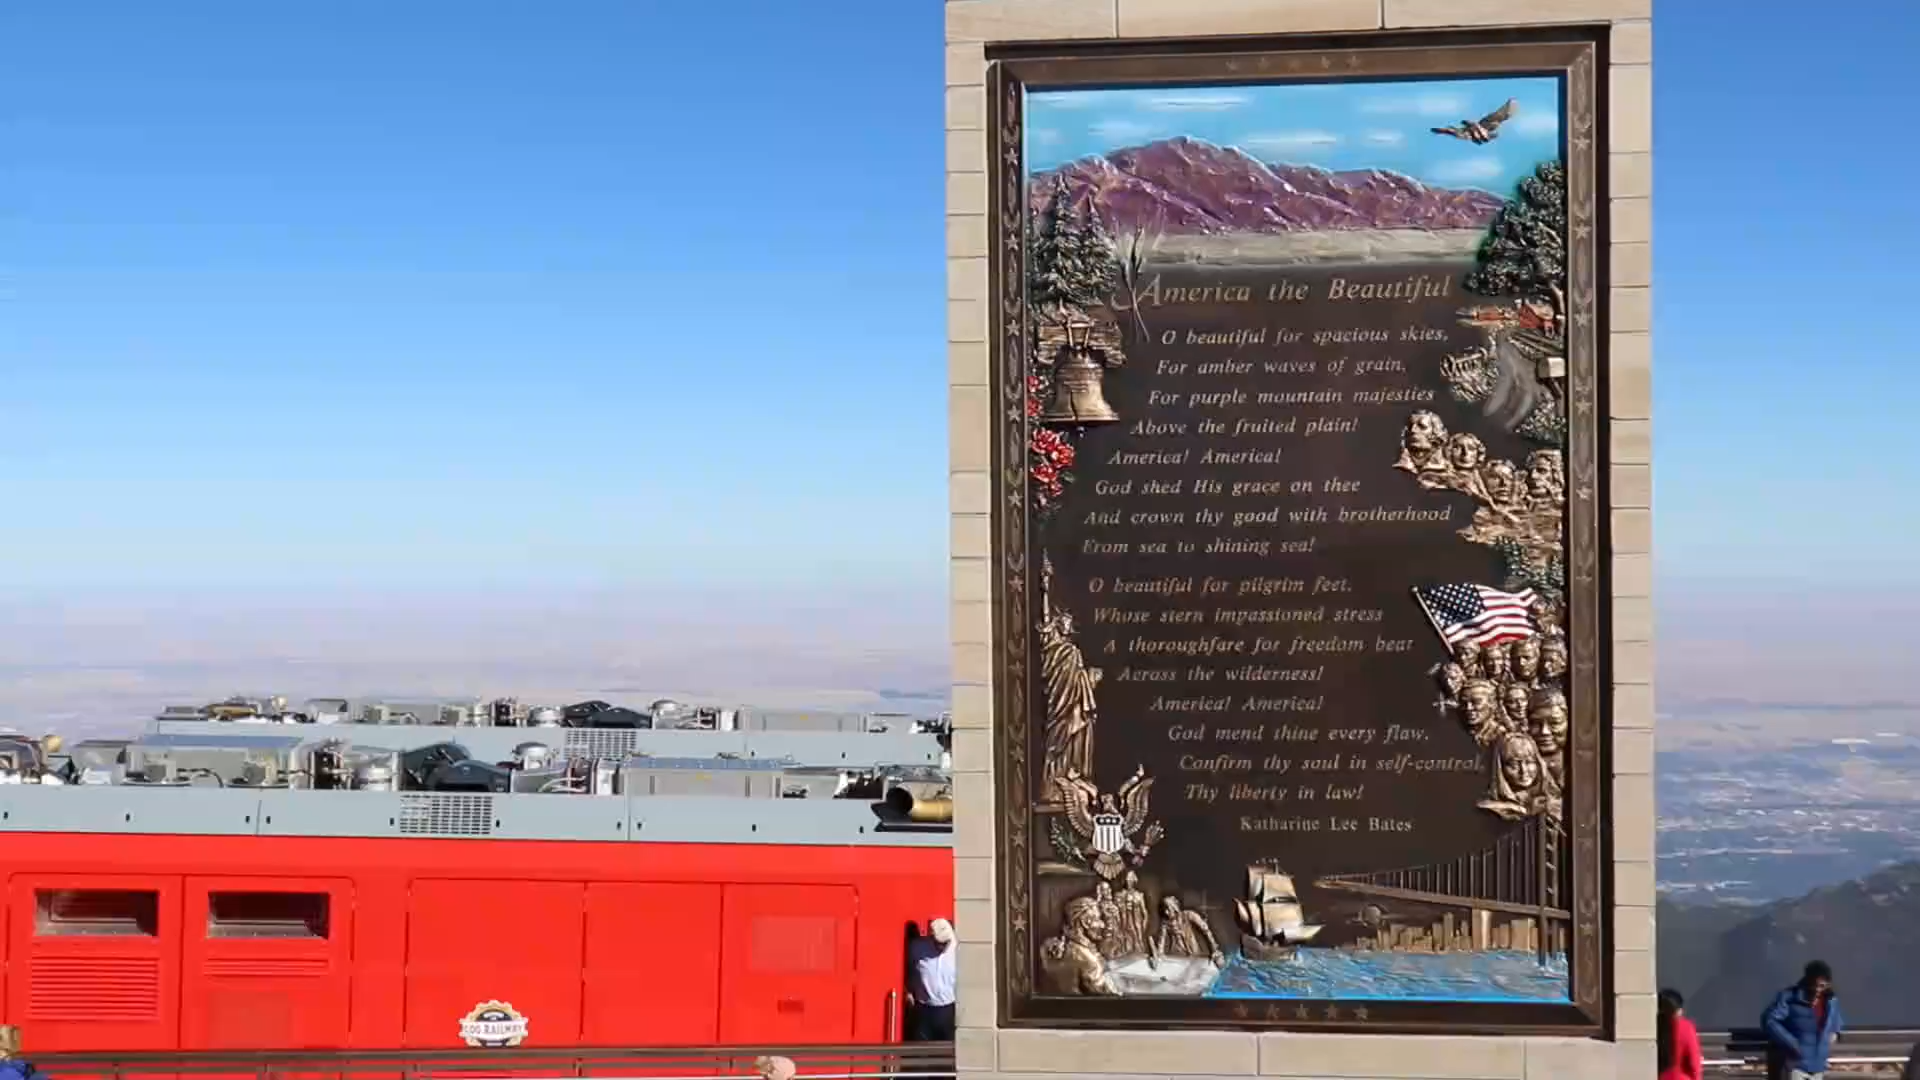 America the Beautiful
O beautiful for spacious skies,
For amber waves of grain,
For purple mountain majesties
Above the fruited plain!
America! America!
God shed His grace on thee
And crown thy good with brotherhood
From sea to shining sea!
O beautiful for pilgrim feet,
Whose stern impassioned stress
A thoroughfare for freedom beat
Across the wilderness!
America! America!
God mend thine every flaw,
Confirm thy soul in self-control,
Thy liberty in law!
Katharine Lee Bates
COG RAILWAY